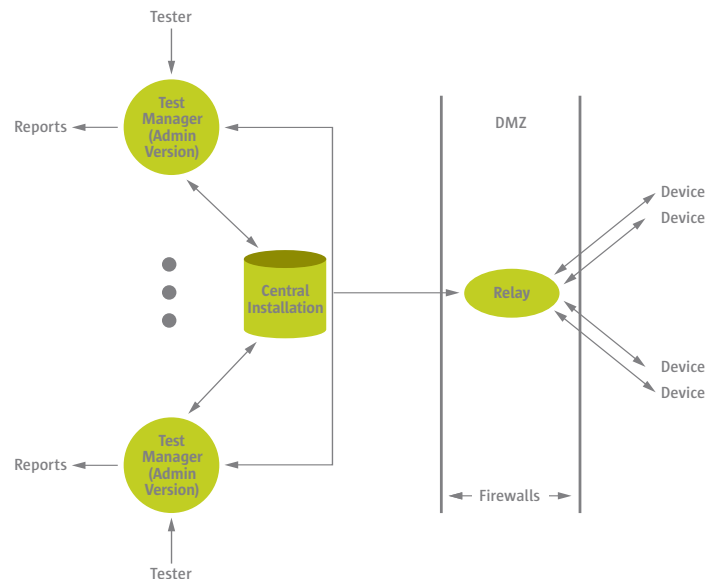 Tester
Test
Manager
(Admin
Version)
Reports
DMZ
Device
Device
Central
Installation
Relay
Device
Device
Test
Manager
(Admin
Version)
Reports
Firewalls
Tester